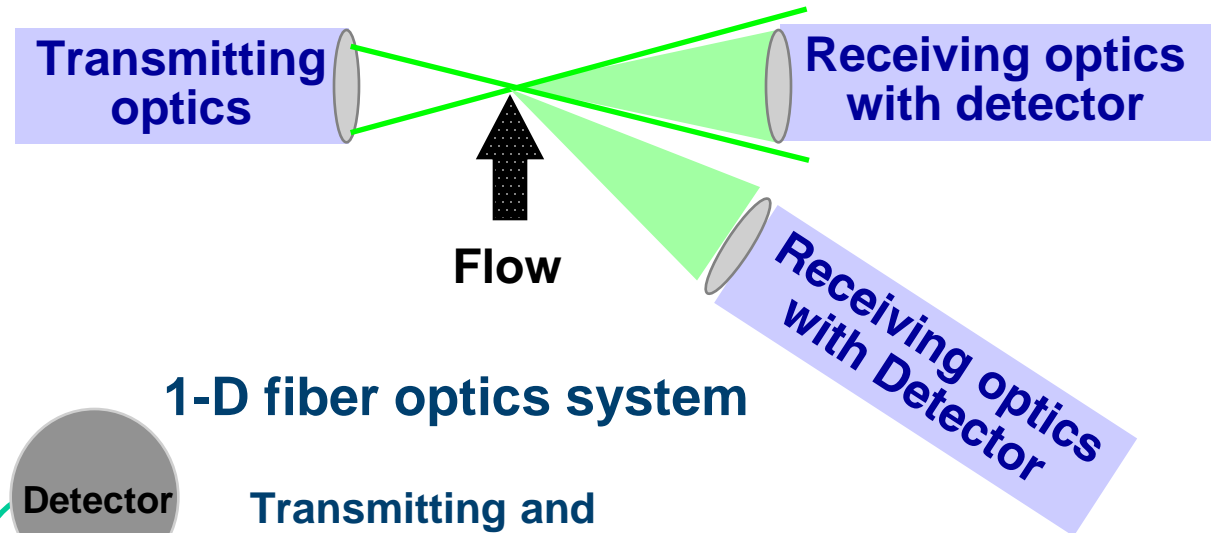 Transmitting
optics
Receiving optics
with detector
Flow
Receiving optics
with Detector
1-D fiber optics system
Detector
Transmitting and